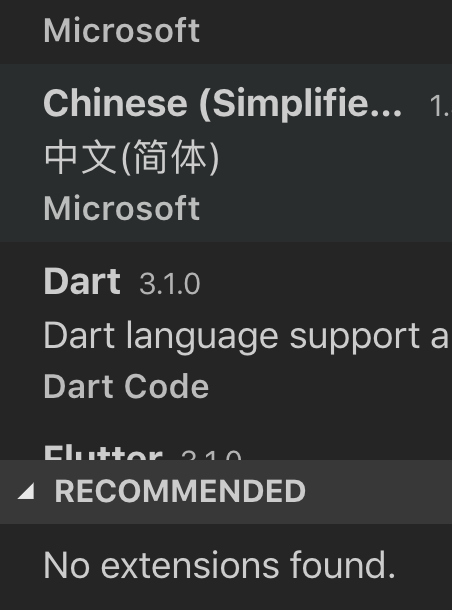 Microsoft
Chinese (Simplifie... 1.
中文(简体)
Microsoft
Dart 3.1.0
Dart language support a
Dart Code
Flutter 3.1.0
RECOMMENDED
No extensions found.